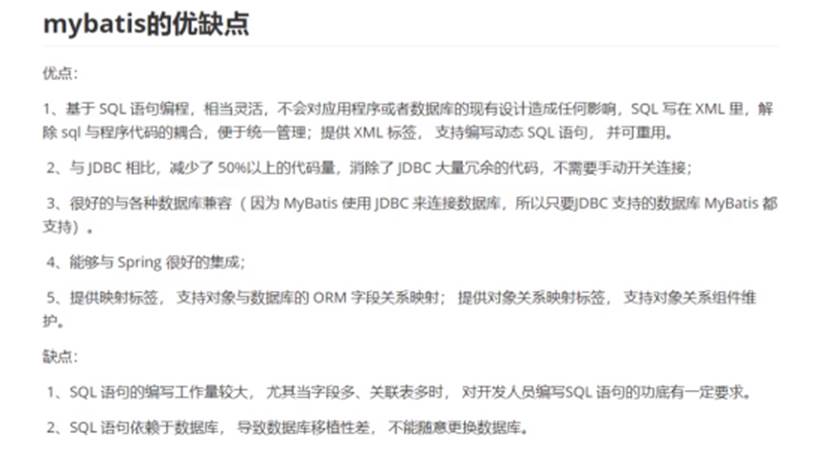 mybatis的优缺点
优点：
1、基于 SQL 语句编程，相当灵活，不会对应用程序或者数据库的现有设计造成任何影响，SQL 写在 XML 里，解
除 sql 与程序代码的耦合，便于统一管理；提供 XML 标签， 支持编写动态 SQL 语句， 并可重用。
2、与 JDBC 相比，减少了 50%以上的代码量，消除了 JDBC 大量冗余的代码，不需要手动开关连接；
3、很好的与各种数据库兼容（ 因为 MyBatis 使用 JDBC 来连接数据库，所以只要JDBC 支持的数据库 MyBatis 都
支持）。
4、能够与 Spring 很好的集成；
5、提供映射标签， 支持对象与数据库的 ORM 字段关系映射； 提供对象关系映射标签， 支持对象关系组件维
护。
缺点：
1、SQL 语句的编写工作量较大， 尤其当字段多、关联表多时， 对开发人员编写SQL 语句的功底有一定要求。
2、SQL 语句依赖于数据库， 导致数据库移植性差， 不能随意更换数据库。